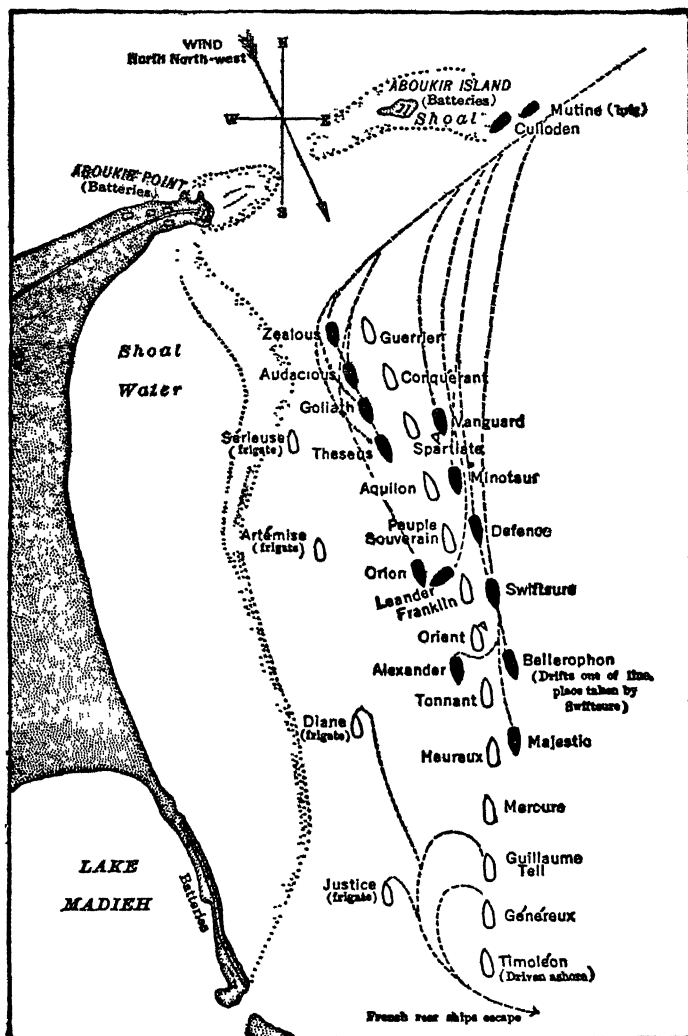 WIND
North North-west
N
W
E
S
ABOUKIR ISLAND
(Batteries)
Shoal
Mutine (brig)
Culloden
ABOUKIR POINT
(Batteries)
Shoal
Water
Zealous
Guerrier
Audacious
Conquérant
Goliath
Vanguard
Sérieuse
(frigate)
Theseus
Spartiate
Aquilon
Minotaur
Peuple
Souverain
Defence
Artémise
(frigate)
Orion
Leander
Franklin
Swiftsure
Orient
Alexander
Bellerophon
(Drifts out of line,
place taken by
Swiftsure)
Tonnant
Diane
(frigate)
Heureux
Majestic
Mercure
LAKE
MADIEH
Batteries
Guillaume
Tell
Justice
(frigate)
Généreux
Timoléon
(Driven ashore)
French rear ships escape